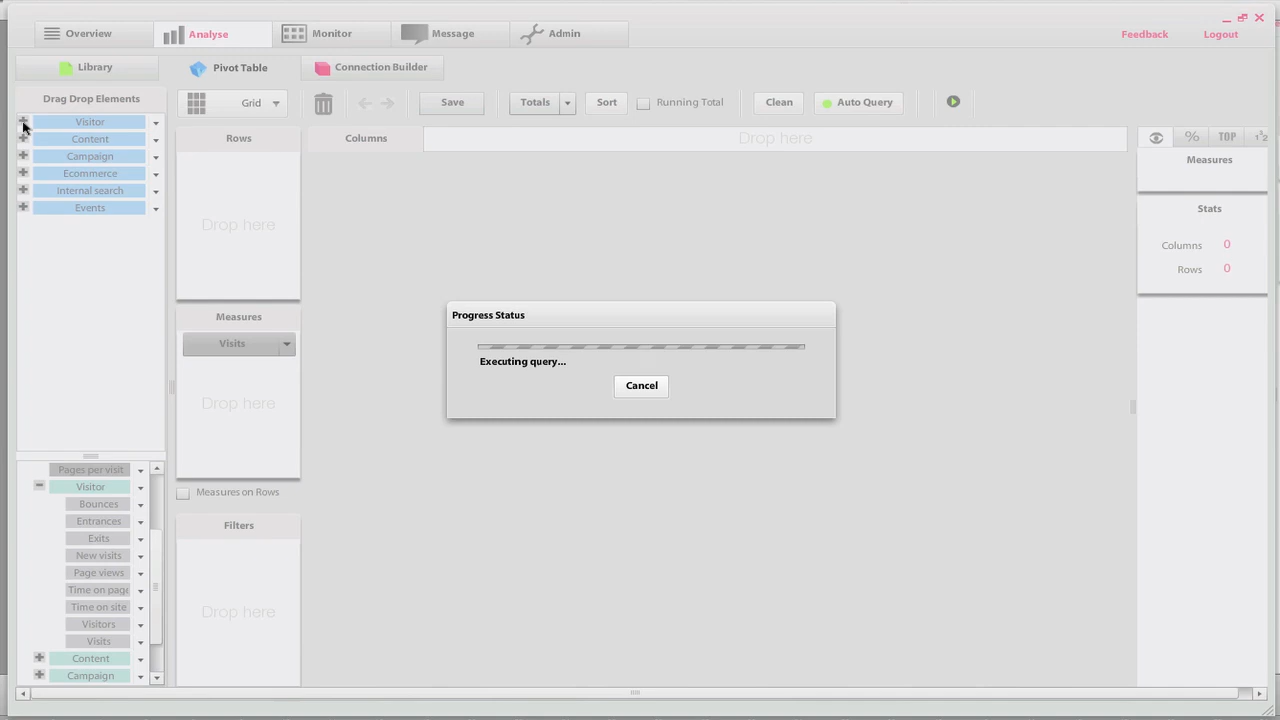 Overview
Analyse
Monitor
Message
Admin
Feedback
Logout
Library
Pivot Table
Connection Builder
Drag Drop Elements
Grid
Save
Totals
Sort
Running Total
Clean
Auto Query
Visitor
Content
Campaign
Ecommerce
Internal search
Events
Rows
Drop here
Columns
Drop here
% TOP
Measures
Stats
Columns 0
Rows 0
Measures
Visits
Drop here
Measures on Rows
Filters
Drop here
Progress Status
Executing query...
Cancel
Pages per visit
Visitor
Bounces
Entrances
Exits
New visits
Page views
Time on page
Time on site
Visitors
Visits
Content
Campaign